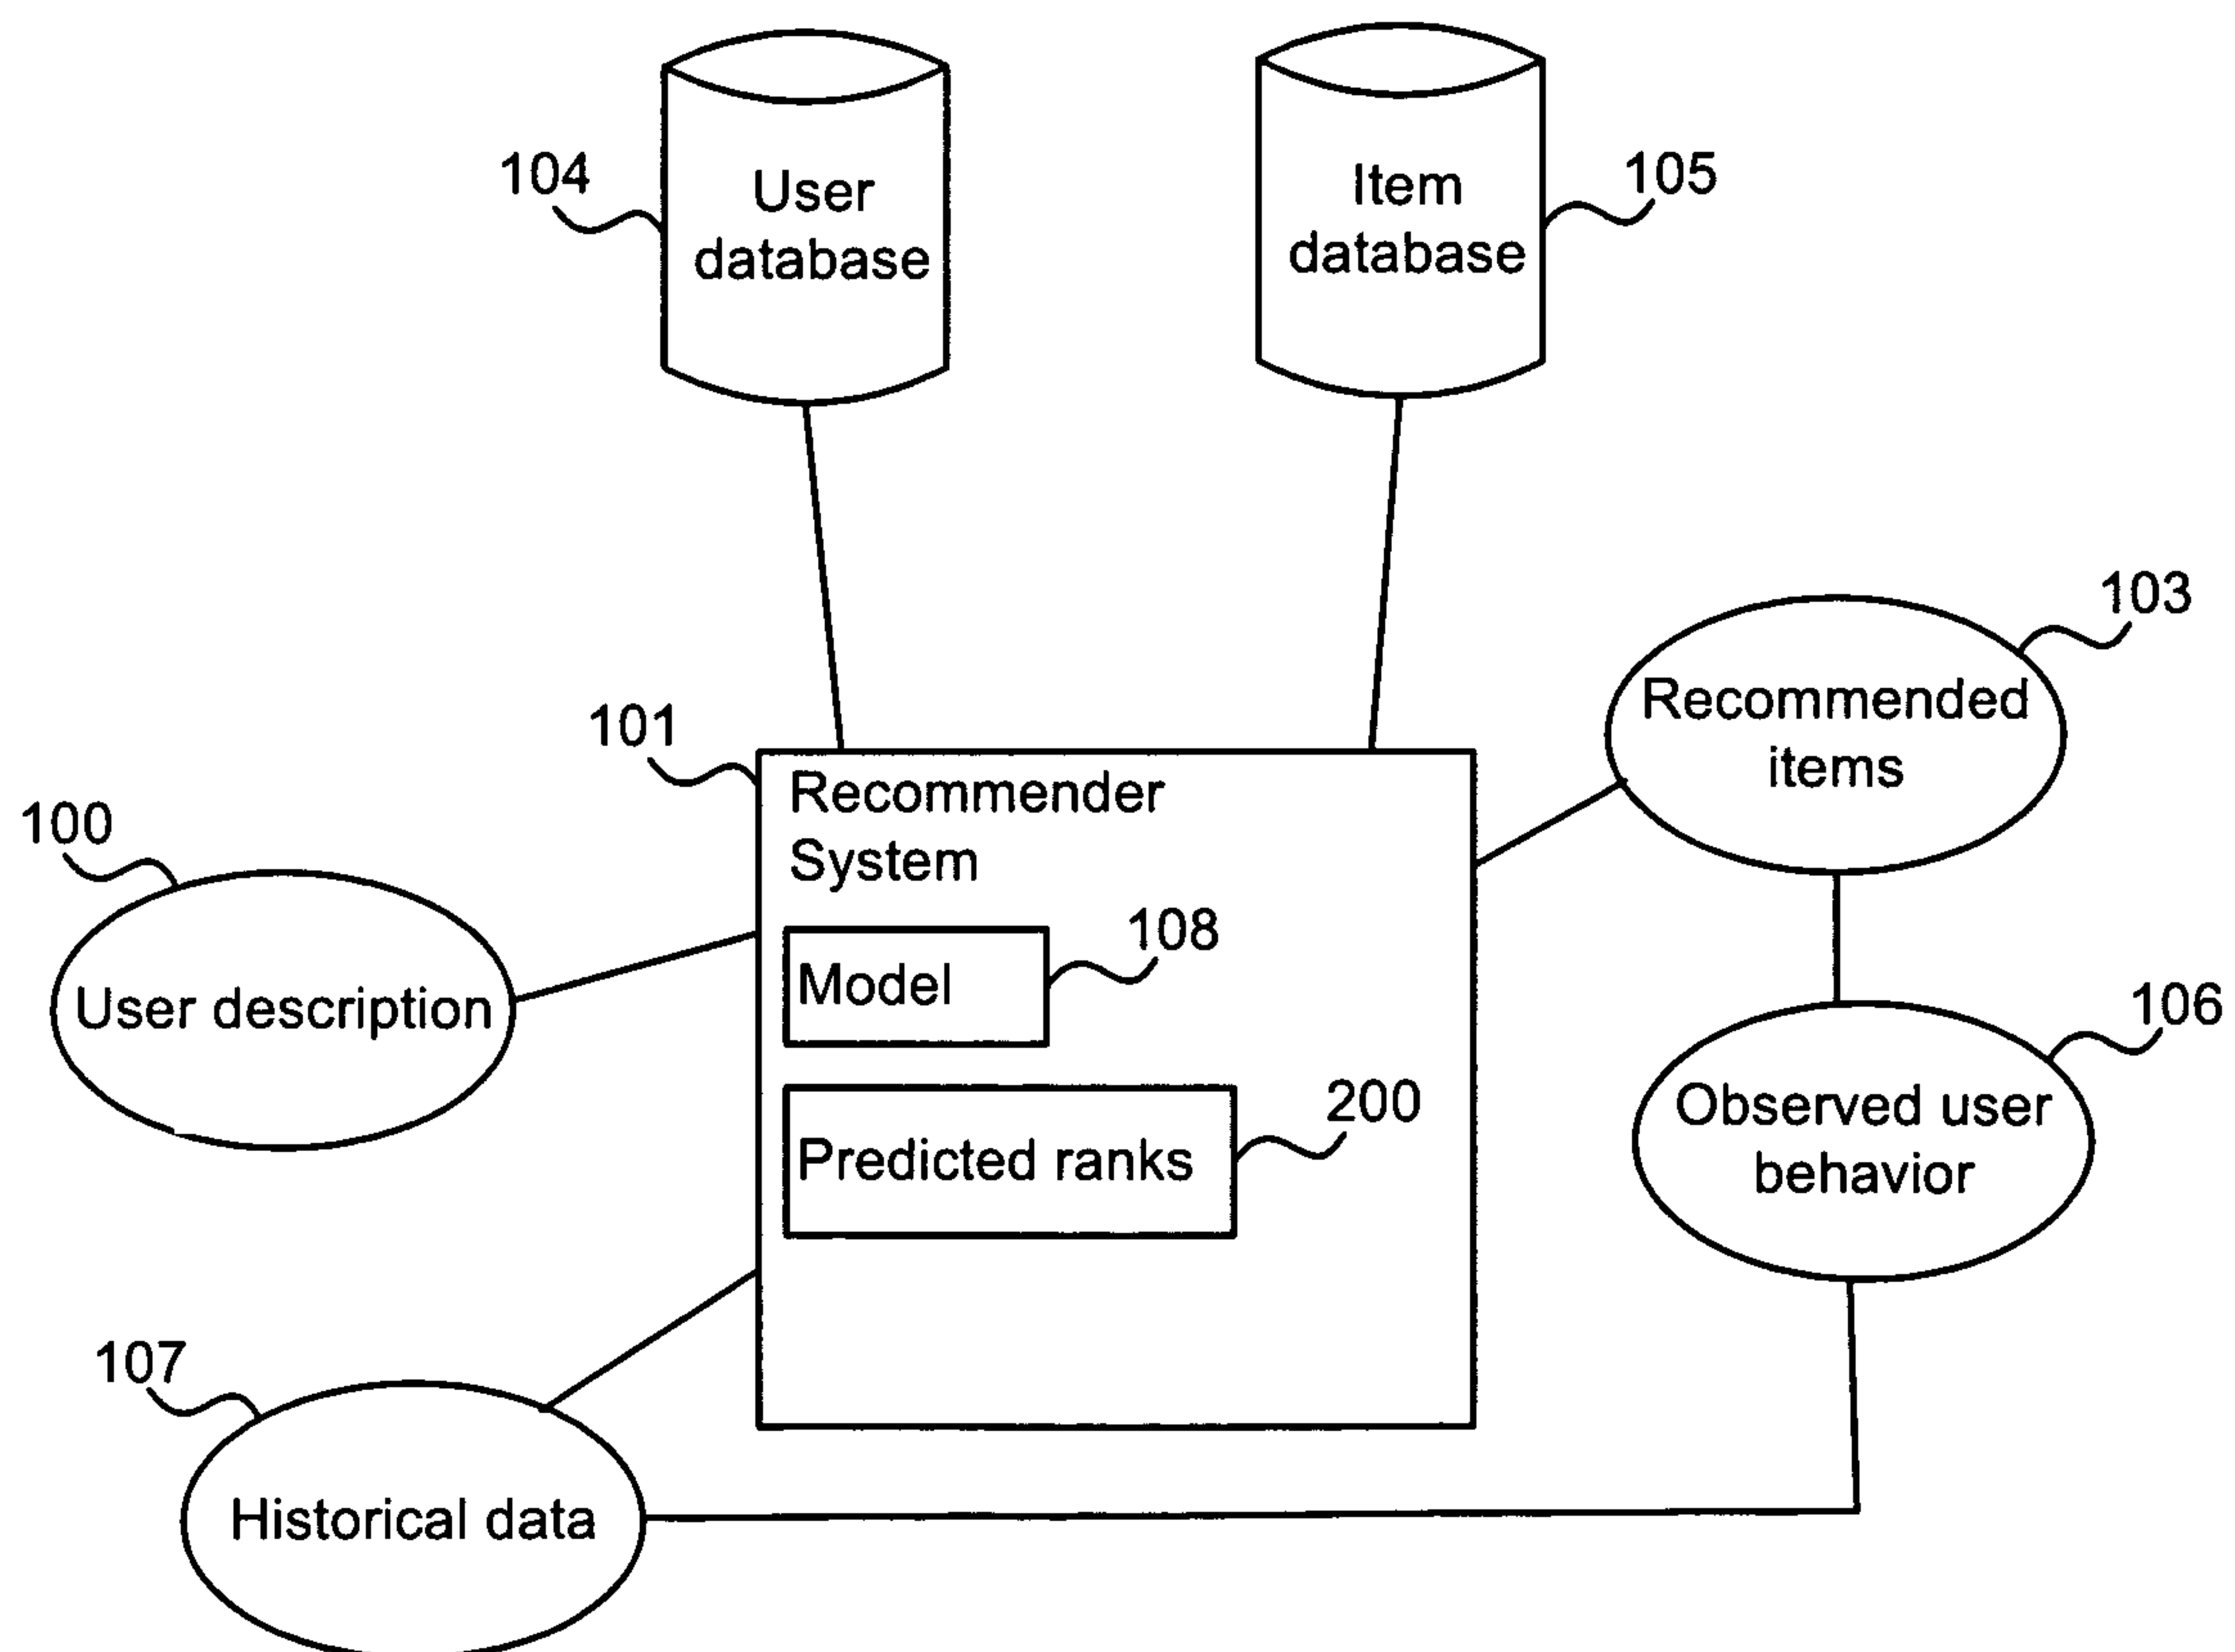 104
User
database
Item
database
105
103
Recommended
items
101
Recommender
System
100
User description
108
Model
106
Observed user
behavior
200
Predicted ranks
107
Historical data